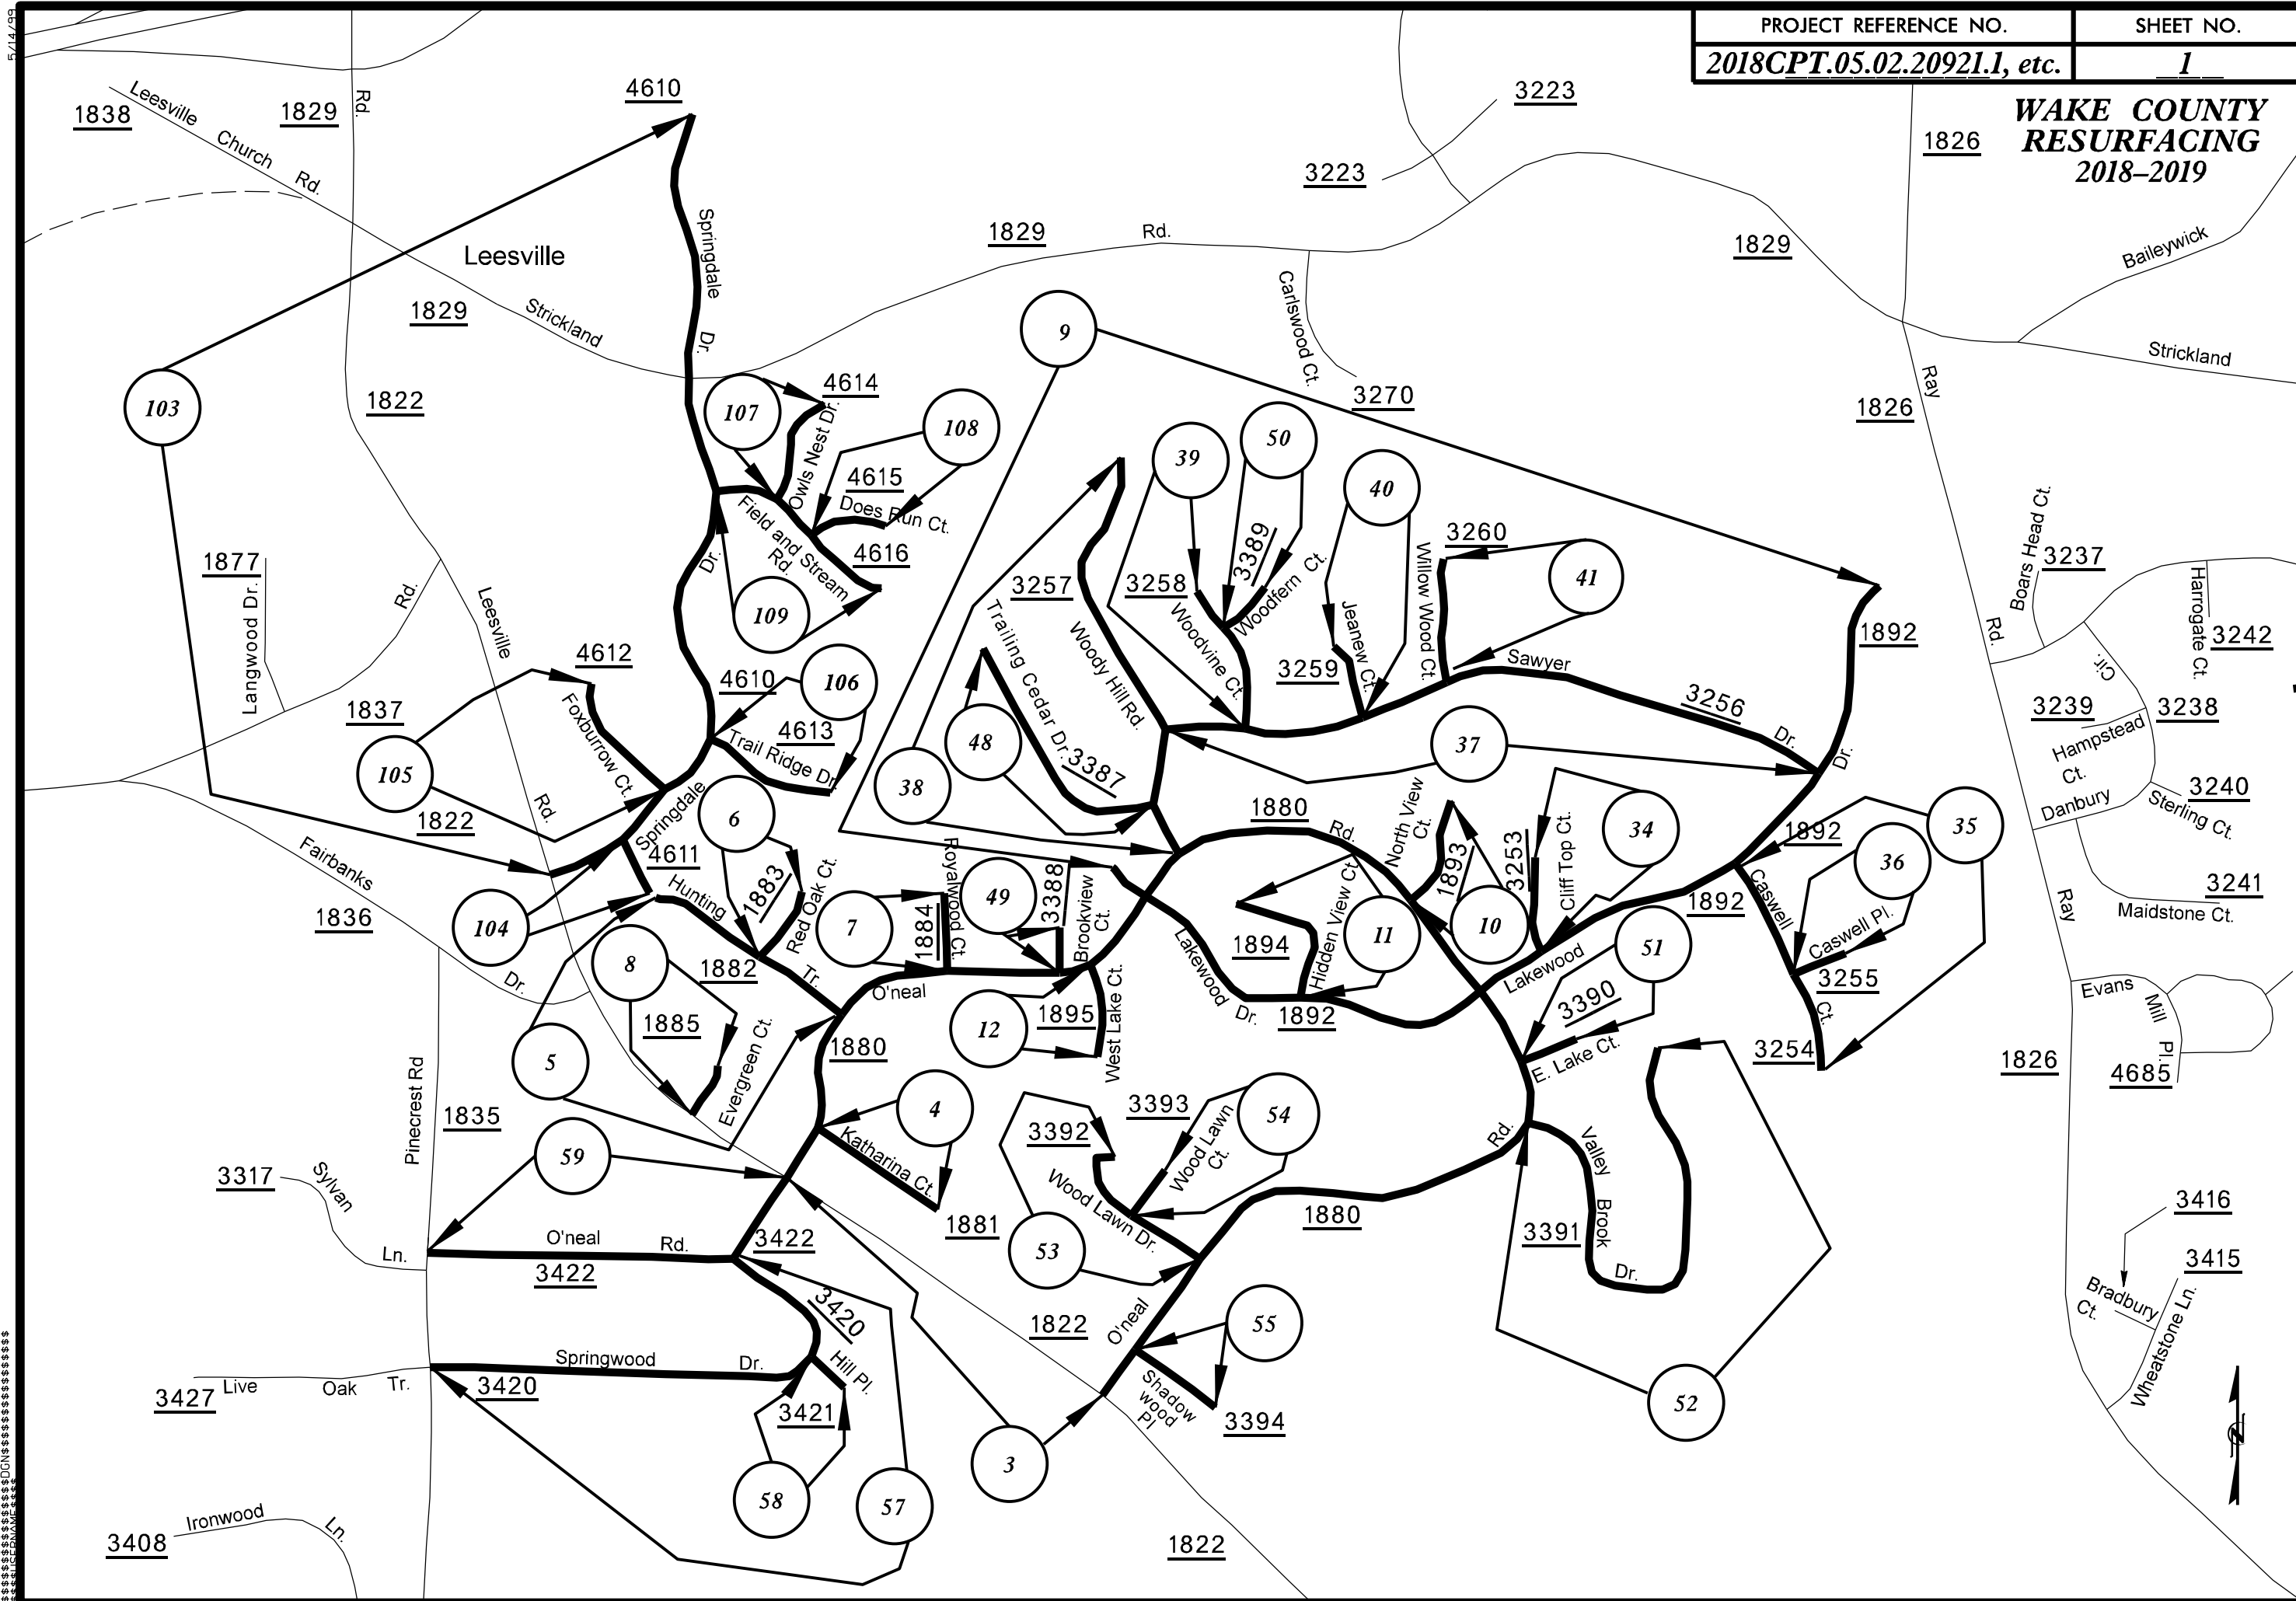 5/14/99
PROJECT REFERENCE NO.
SHEET NO.
2018CPT.05.02.20921.1, etc.
1
WAKE COUNTY
RESURFACING
2018–2019
4610
3223
1838
1829
Rd.
Leesville
Church
Rd.
1826
3223
Springdale
Dr.
1829
Rd.
1829
Baileywick
Leesville
1829
Strickland
Carlswood Ct.
9
Strickland
Ray
103
1822
107
4614
108
3270
1826
Owls Nest Dr.
39
50
40
4615
Does Run Ct.
Field and Stream
Rd.
4616
3389
3260
Willow Wood Ct.
41
Boars Head Ct.
3237
Harrogate Ct.
1877
Langwood Dr.
Rd.
Leesville
Dr.
109
3257
3258
Woodvine Ct.
Woodfern Ct.
Jeanew Ct.
3259
Sawyer
1892
Rd.
3242
Trailing Cedar Dr.
Woody Hill Rd.
4612
4610
106
Cir.
1837
Foxburrow Ct.
4613
Trail Ridge Dr.
3256
Dr.
3239
3238
Hampstead
Ct.
105
48
3387
37
Dr.
38
3240
Sterling Ct.
Danbury
1822
Rd.
Springdale
6
1880
Rd.
North View
Ct.
34
1892
35
4611
Fairbanks
Hunting
1883
Red Oak Ct.
Royalwood Ct.
3388
Brookview
Ct.
1893
3253
Cliff Top Ct.
36
3241
Maidstone Ct.
1836
104
7
1884
49
Hidden View Ct.
1892
Caswell
Ray
Caswell Pl.
8
1882
Tr.
O'neal
Lakewood
Dr.
1894
11
10
Lakewood
51
3255
Ct.
Evans
Mill
Pl.
Dr.
1885
12
1895
West Lake Ct.
1892
3390
5
Evergreen Ct.
1880
E. Lake Ct.
3254
1826
4685
Pinecrest Rd
1835
4
Katharina Ct.
3392
3393
Wood Lawn
Ct.
54
Rd.
Valley
Brook
Dr.
59
3317
Sylvan
Ln.
Wood Lawn Dr.
3416
1881
1880
3391
3415
O'neal
Rd.
3422
3422
53
Bradbury
Ct.
Wheatstone Ln.
3420
1822
O'neal
55
Springwood
Dr.
Hill Pl.
3427
Live
Oak
Tr.
3420
3421
Shadow
wood
Pl
3394
52
3
58
57
Ironwood
Ln.
3408
1822
N